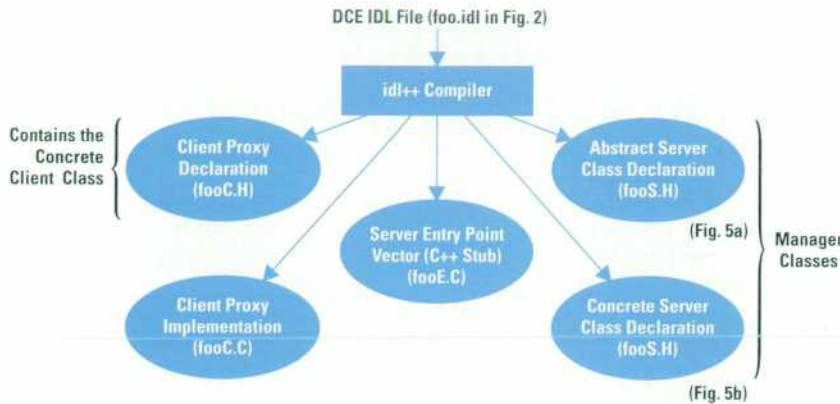 DCE IDL File (foo.idl in Fig. 2)
idl++ Compiler
Contains the
Concrete
Client Class
Client Proxy
Declaration
(fooC.H)
Abstract Server
Class Declaration
(fooS.H)
(Fig. 5a)
Server Entry Point
Vector (C++ Stub)
(fooE.C)
Manager
Classes
Client Proxy
Implementation
(fooC.C)
Concrete Server
Class Declaration
(fooS.H)
(Fig. 5b)